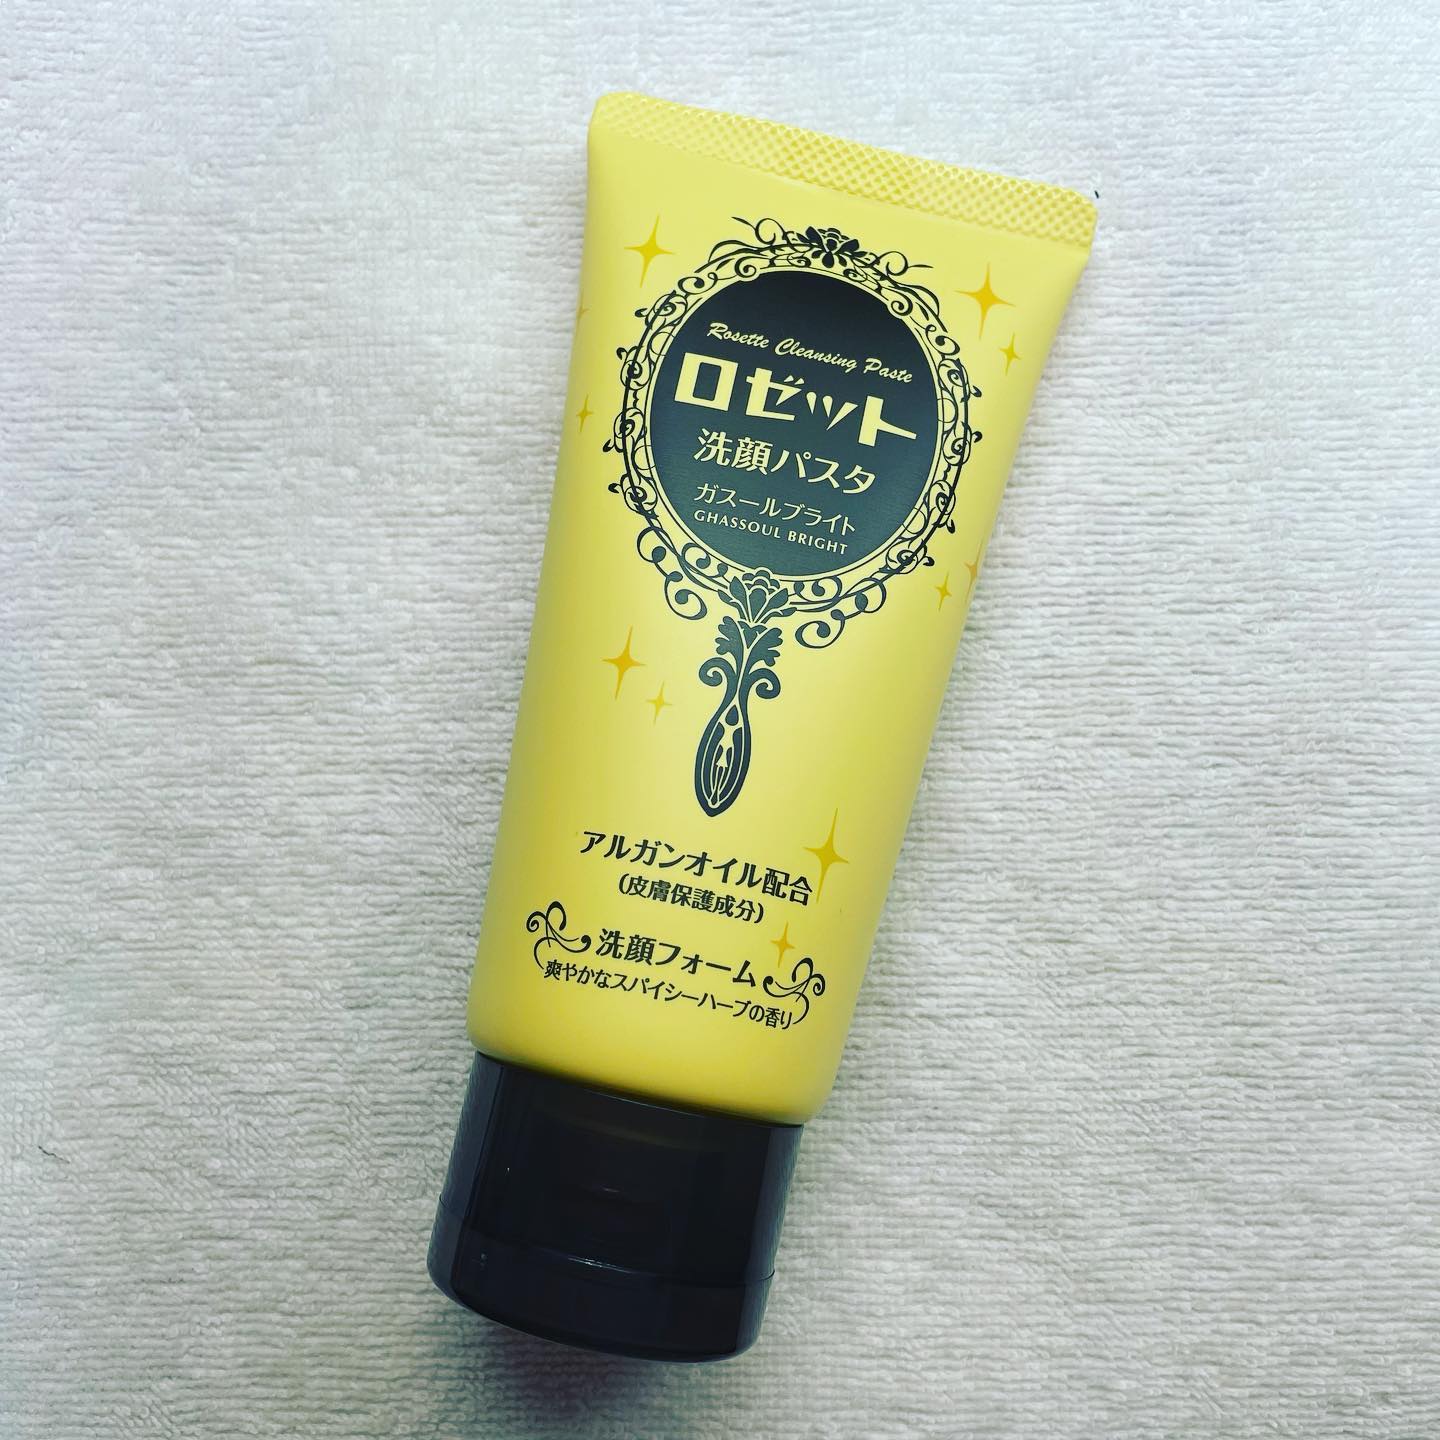 Rosette Cleansing Paste
ロゼット
洗顔パスタ
ガスールブライト
GHASSOUL BRIGHT
アルガンオイル配合
(皮膚保護成分)
洗顔フォーム
爽やかなスパイシーハーブの香り